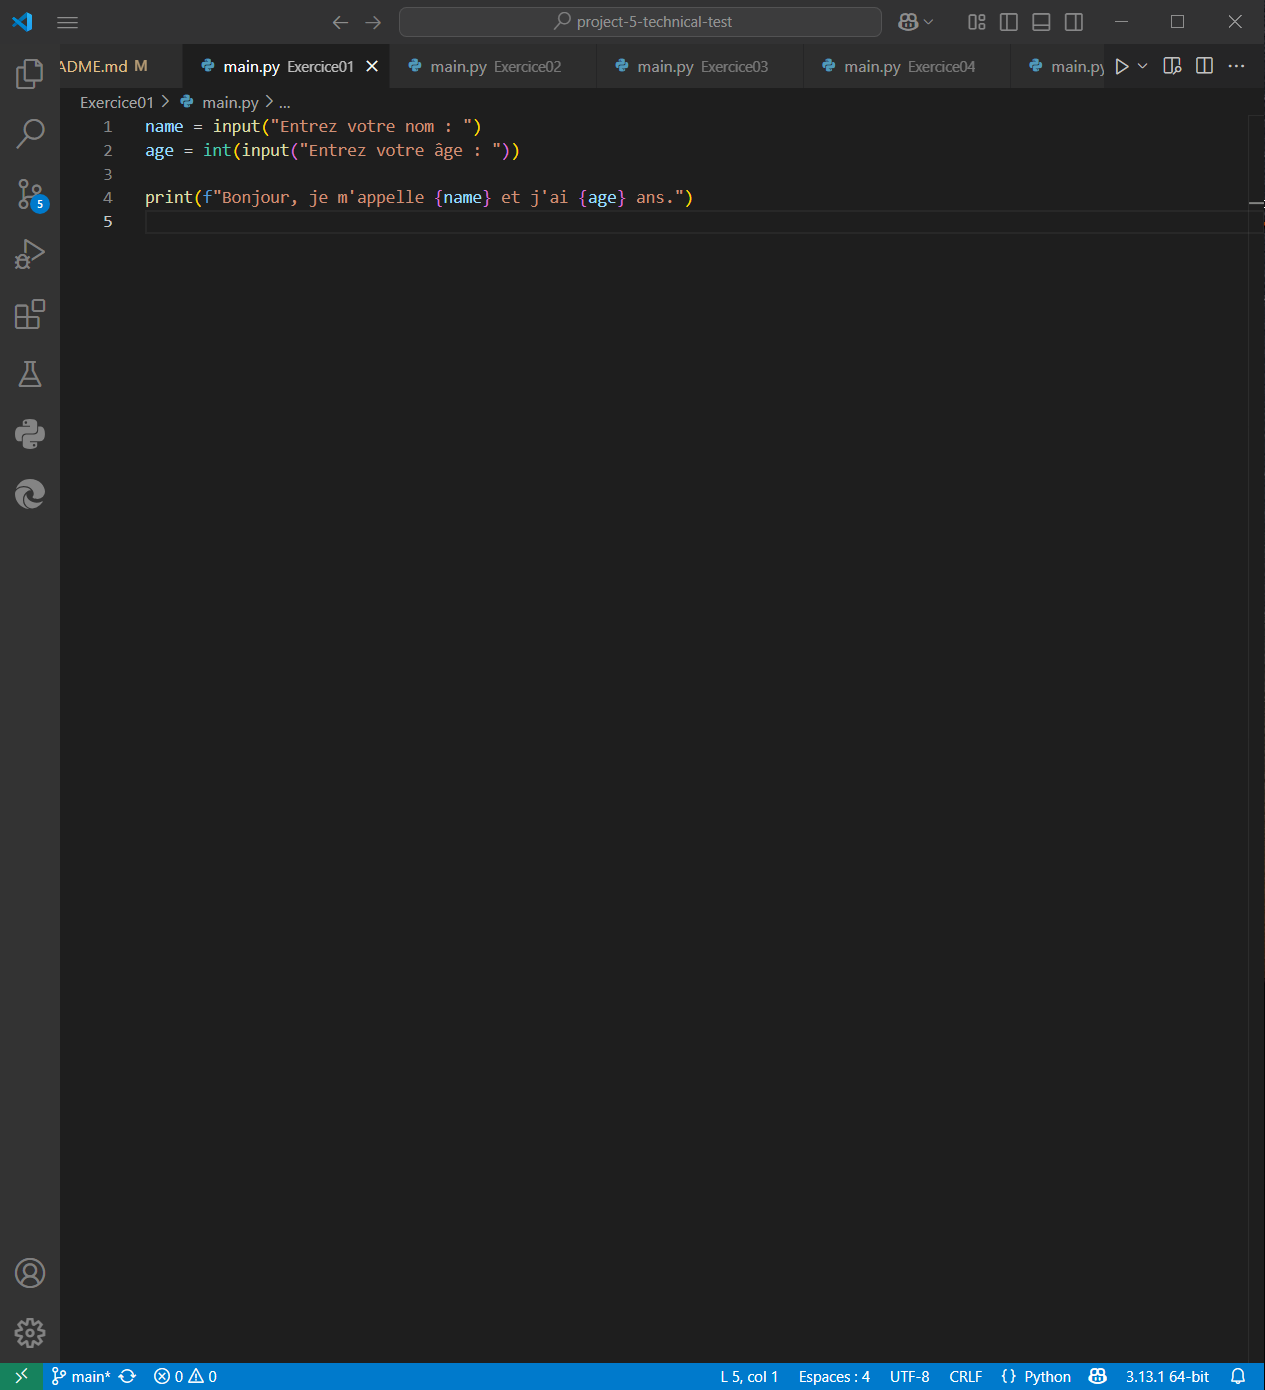 project-5-technical-test
ADME.md M
main.py Exercice01
main.py Exercice02
main.py Exercice03
main.py Exercice04
main.py
Exercice01 > main.py > ...
1 name = input("Entrez votre nom : ")
2 age = int(input("Entrez votre âge : "))
3
4 print(f"Bonjour, je m'appelle {name} et j'ai {age} ans.")
5
5
main* 0 0 L 5, col 1 Espaces : 4 UTF-8 CRLF {} Python 3.13.1 64-bit